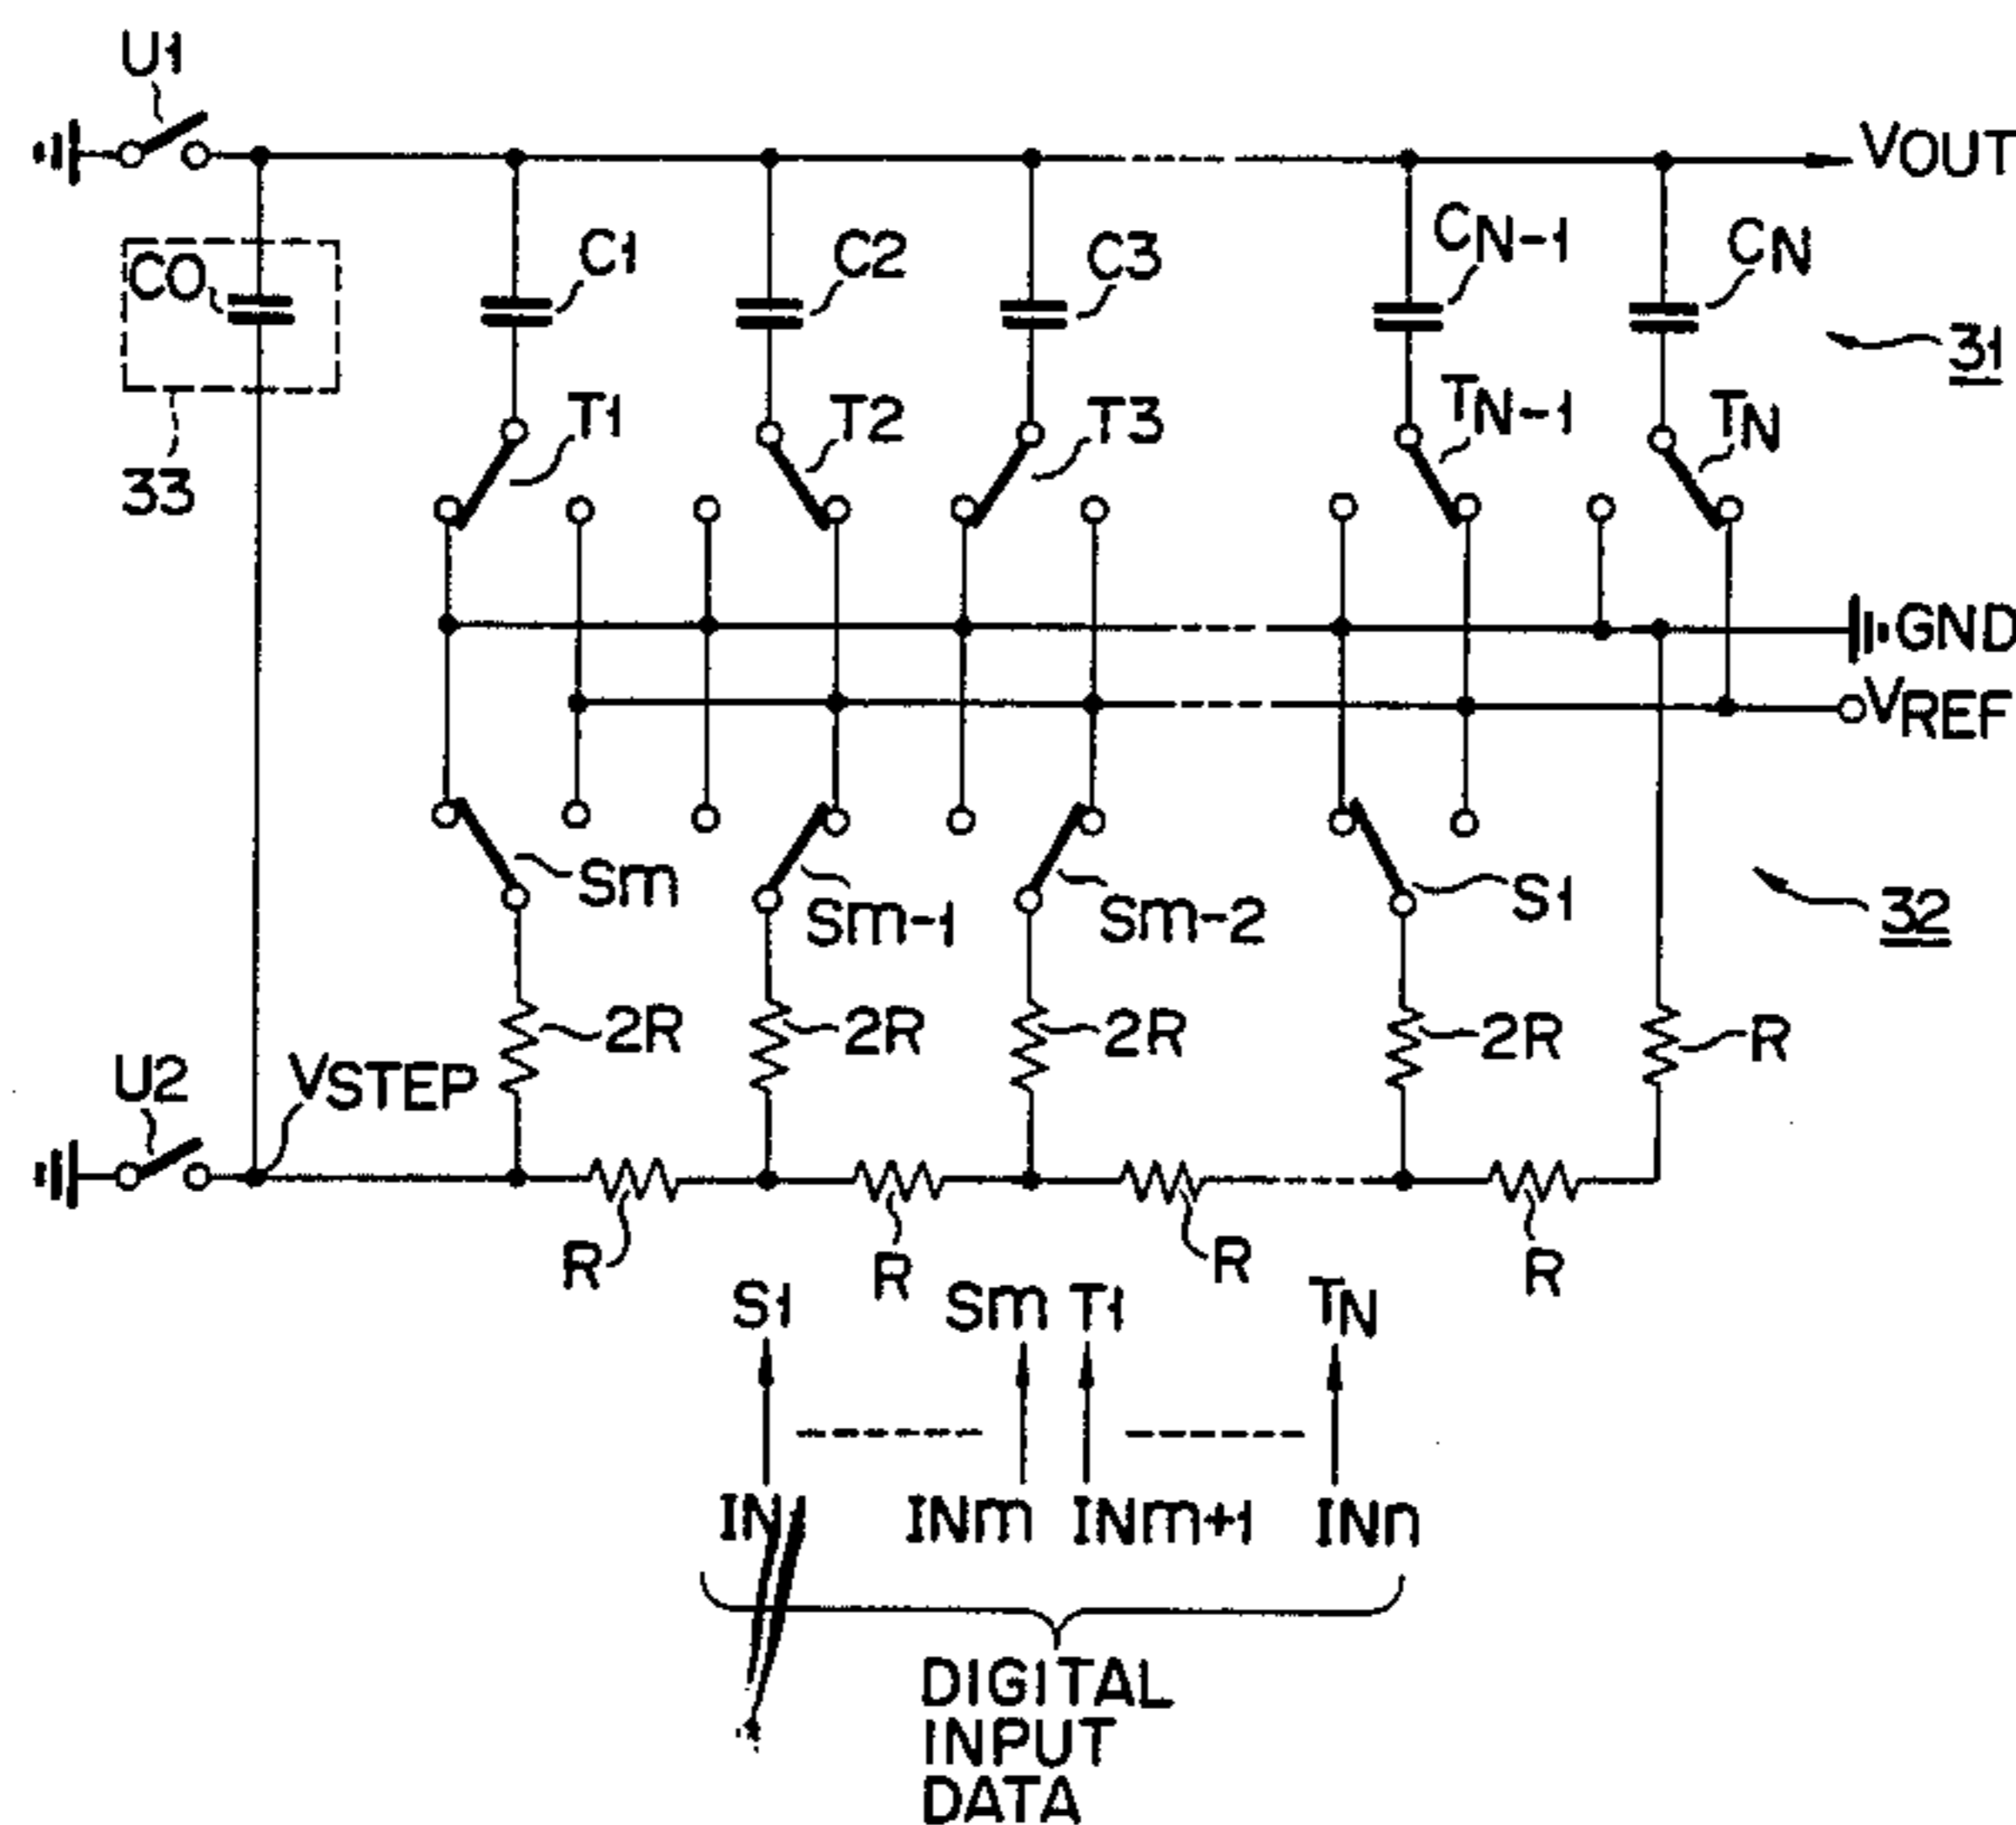 U1
VOUT
C0
C1
C2
C3
CN-1
CN
31
33
T1
T2
T3
TN-1
TN
GND
VREF
Sm
Sm-1
Sm-2
S1
32
2R
2R
2R
2R
R
U2
VSTEP
R
R
R
R
S1
Sm
T1
TN
IN1
INm
INm+1
INn
DIGITAL
INPUT
DATA